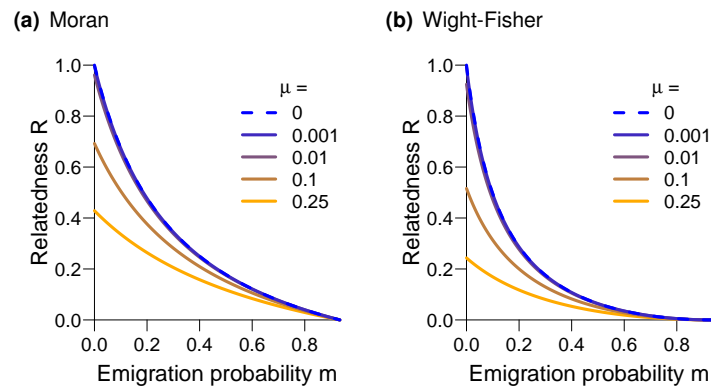 (a) Moran
1.0
0.8
0.6
0.4
0.2
0.0
Relatedness R
0.0 0.2 0.4 0.6 0.8
Emigration probability m
μ =
0
0.001
0.01
0.1
0.25
(b) Wight-Fisher
1.0
0.8
0.6
0.4
0.2
0.0
Relatedness R
0.0 0.2 0.4 0.6 0.8
Emigration probability m
μ =
0
0.001
0.01
0.1
0.25